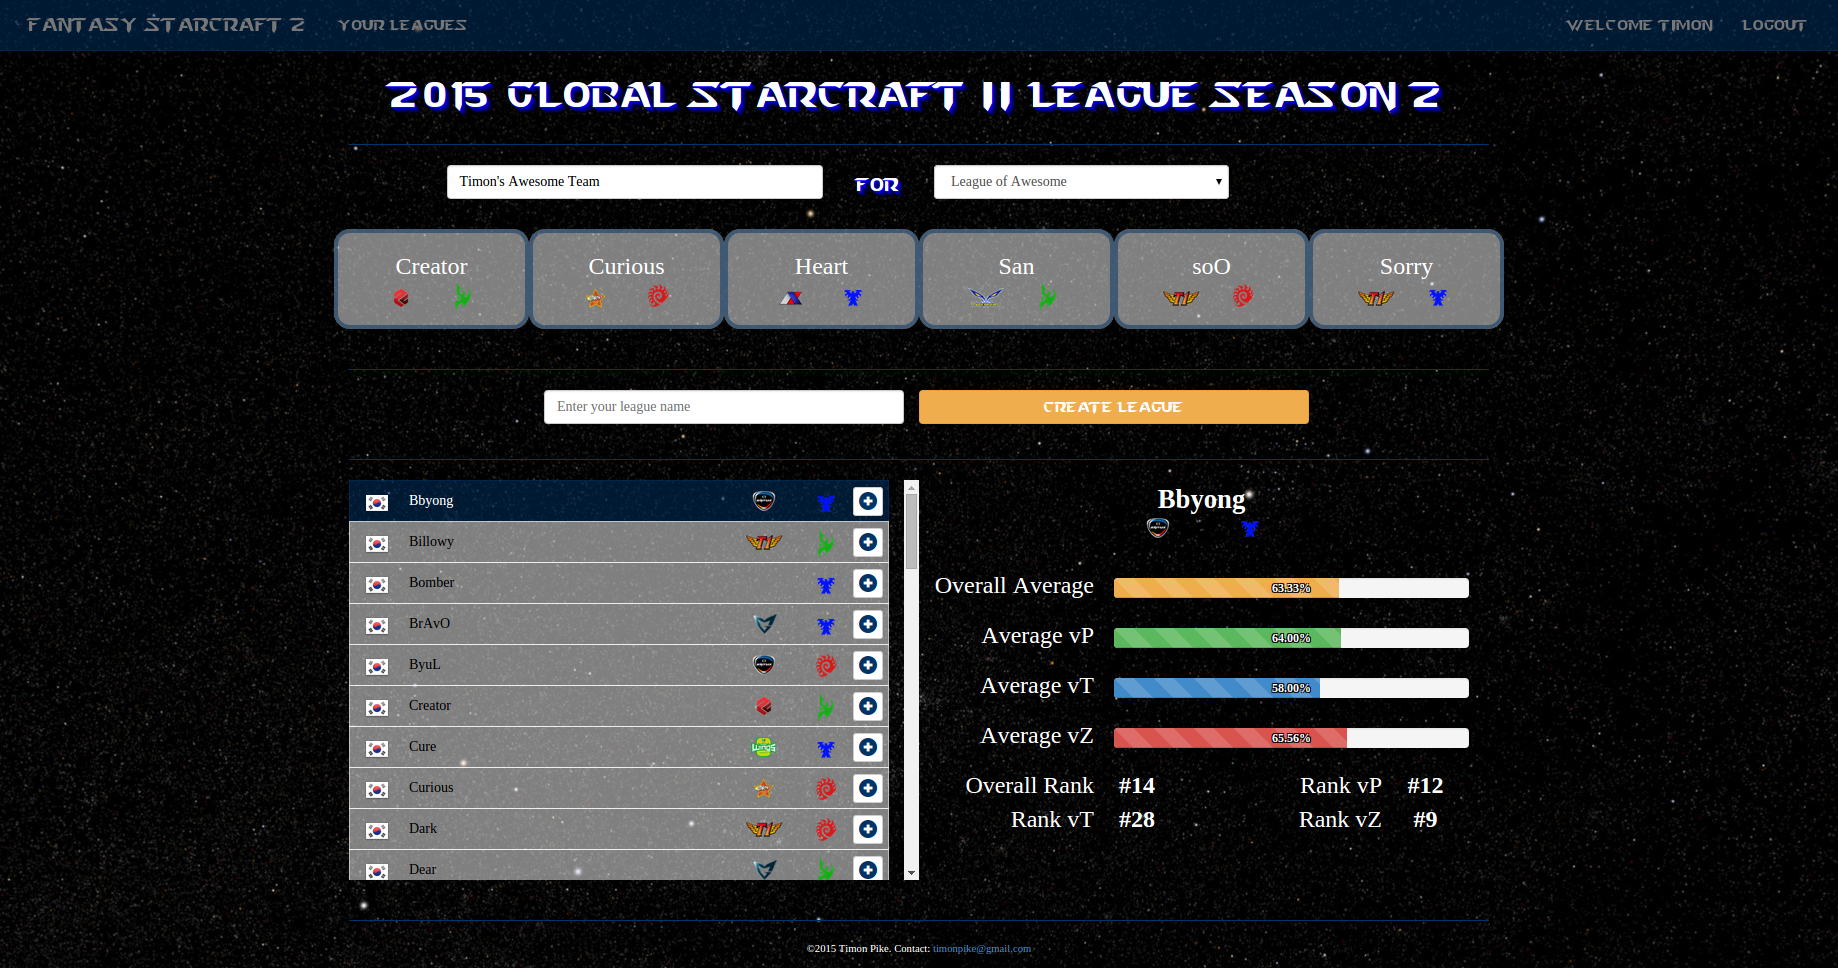 FANTASY STARCRAFT 2 YOUR LEAGUES WELCOME TIMON LOGOUT
2015 GLOBAL STARCRAFT II LEAGUE SEASON 2
Timon's Awesome Team FOR League of Awesome
Creator Curious Heart San soO Sorry
Enter your league name CREATE LEAGUE
Bbyong
Billowy
Bomber
BrAvO
ByuL
Creator
Cure
Curious
Dark
Dear
Bbyong
Overall Average 63.33%
Average vP 64.00%
Average vT 58.00%
Average vZ 65.56%
Overall Rank #14 Rank vP #12
Rank vT #28 Rank vZ #9
©2015 Timon Pike. Contact: timonpike@gmail.com